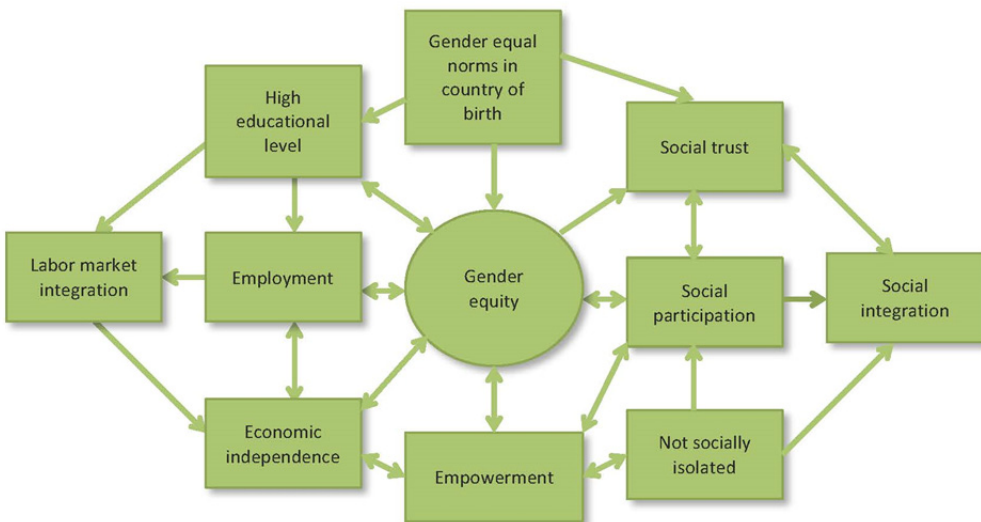 Gender equal
norms in
country of
birth
High
educational
level
Social trust
Labor market
integration
Employment
Gender
equity
Social
participation
Social
integration
Economic
independence
Empowerment
Not socially
isolated